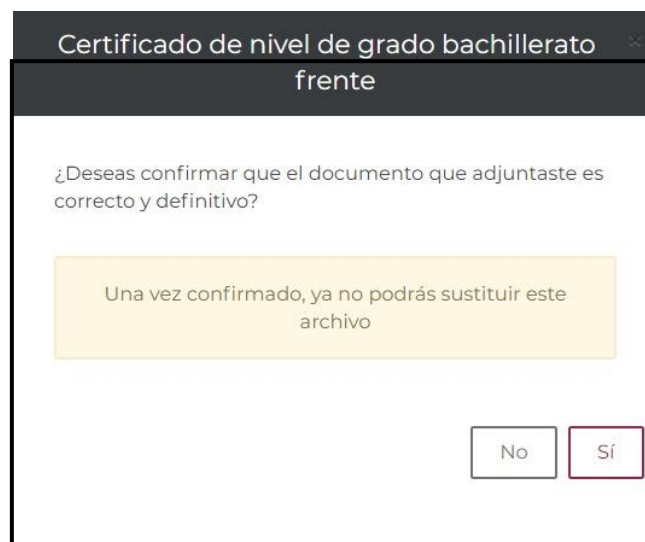 Certificado de nivel de grado bachillerato
frente
¿Deseas confirmar que el documento que adjuntaste es
correcto y definitivo?
Una vez confirmado, ya no podrás sustituir este
archivo
No
Sí